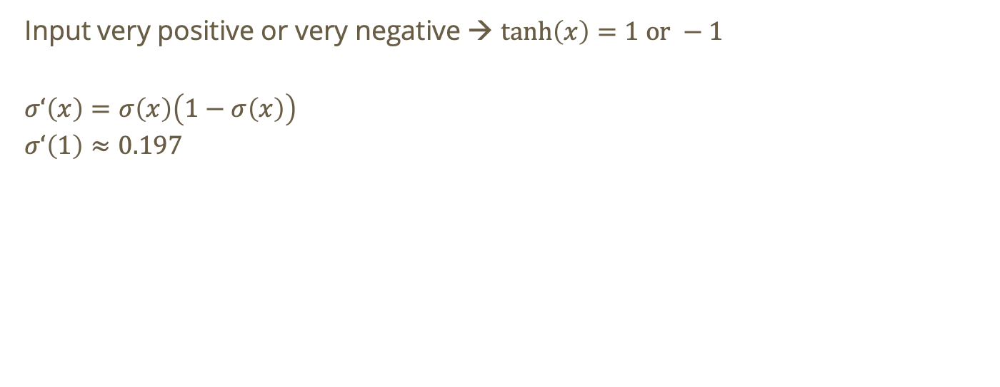 Input very positive or very negative → tanh(x) = 1 or − 1
σ‘(x) = σ(x)(1 − σ(x))
σ‘(1) ≈ 0.197